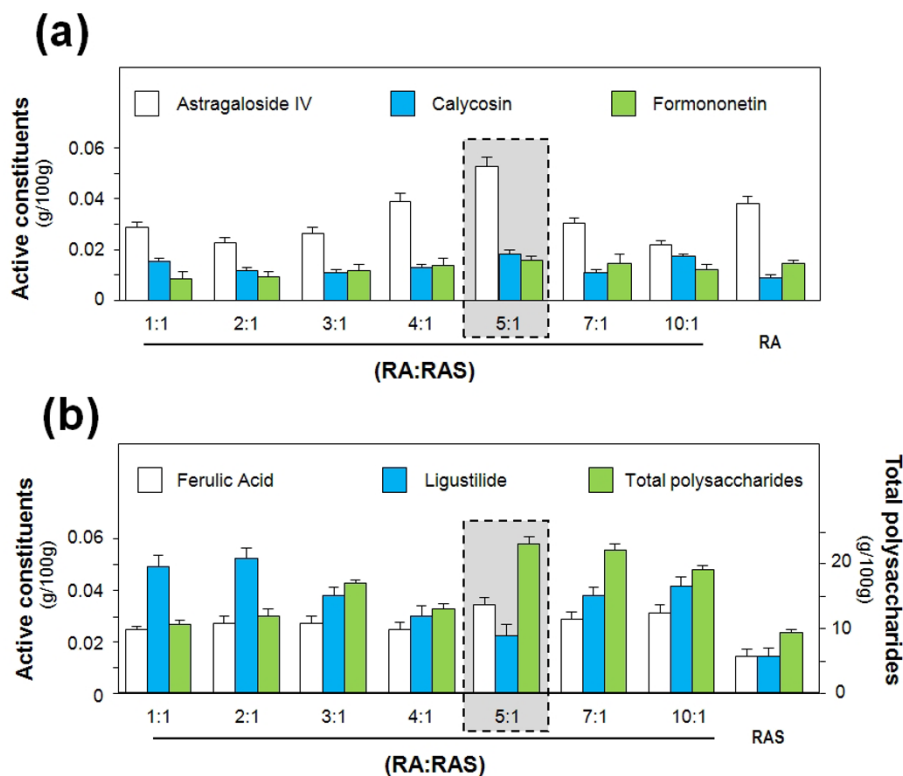 (a)
Astragaloside IV Calycosin Formononetin
Active constituents
(g/100g)
0.06
0.04
0.02
0
1:1 2:1 3:1 4:1 5:1 7:1 10:1 RA
(RA:RAS)
(b)
Ferulic Acid Ligustilide Total polysaccharides
Active constituents
(g/100g)
0.06
0.04
0.02
0
Total polysaccharides
(g/100g)
20
10
0
1:1 2:1 3:1 4:1 5:1 7:1 10:1 RAS
(RA:RAS)